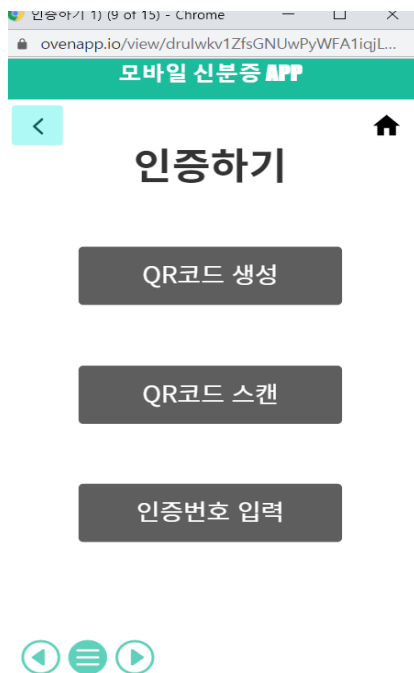 인증하기 1) (9 of 15) - Chrome
ovenapp.io/view/drulwkv1ZfsGNUwPyWFA1iqjL...
모바일 신분증 APP
인증하기
QR코드 생성
QR코드 스캔
인증번호 입력